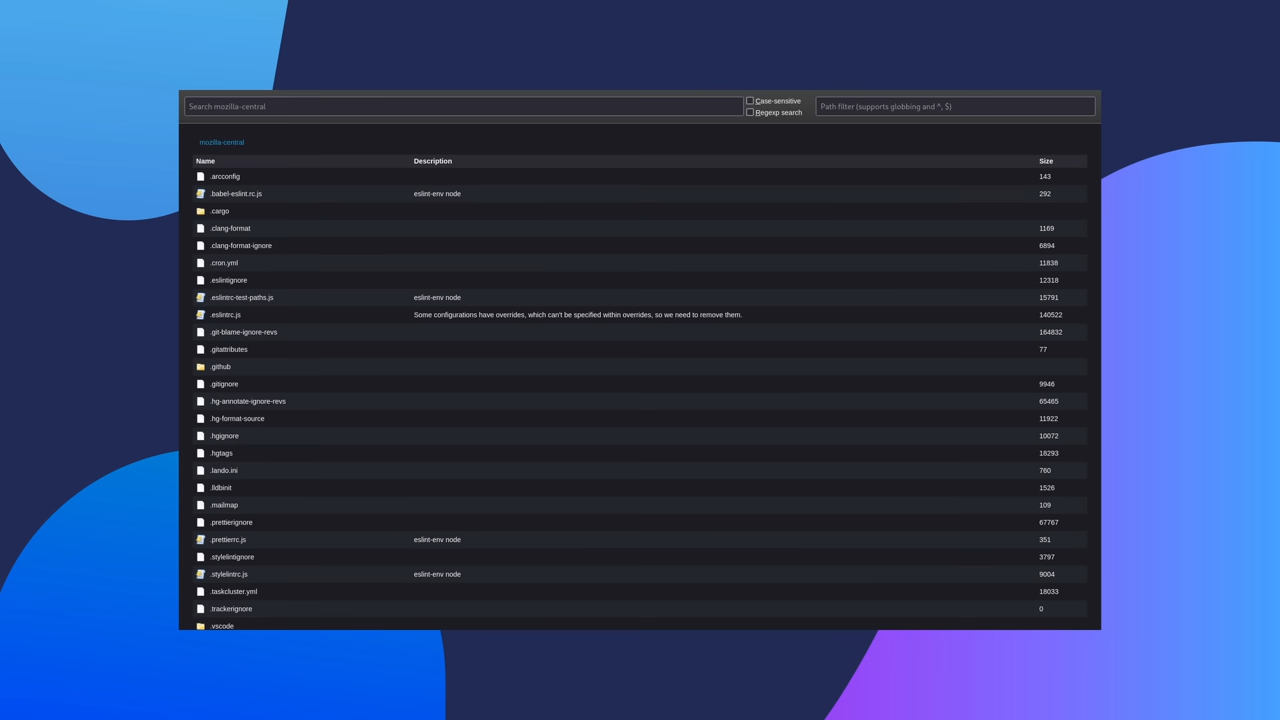 Search mozilla-central
Case-sensitive
Regexp search
Path filter (supports globbing and ^, $)
mozilla-central
Name Description Size
.arcconfig 143
.babel-eslint.rc.js eslint-env node 292
.cargo
.clang-format 1169
.clang-format-ignore 6894
.cron.yml 11838
.eslintignore 12318
.eslintrc-test-paths.js eslint-env node 15791
.eslintrc.js Some configurations have overrides, which can't be specified within overrides, so we need to remove them. 140522
.git-blame-ignore-revs 164832
.gitattributes 77
.github
.gitignore 9946
.hg-annotate-ignore-revs 65465
.hg-format-source 11922
.hgignore 10072
.hgtags 18293
.lando.ini 760
.lldbinit 1526
.mailmap 109
.prettierignore 67767
.prettierrc.js eslint-env node 351
.stylelintignore 3797
.stylelintrc.js eslint-env node 9004
.taskcluster.yml 18033
.trackerignore 0
.vscode